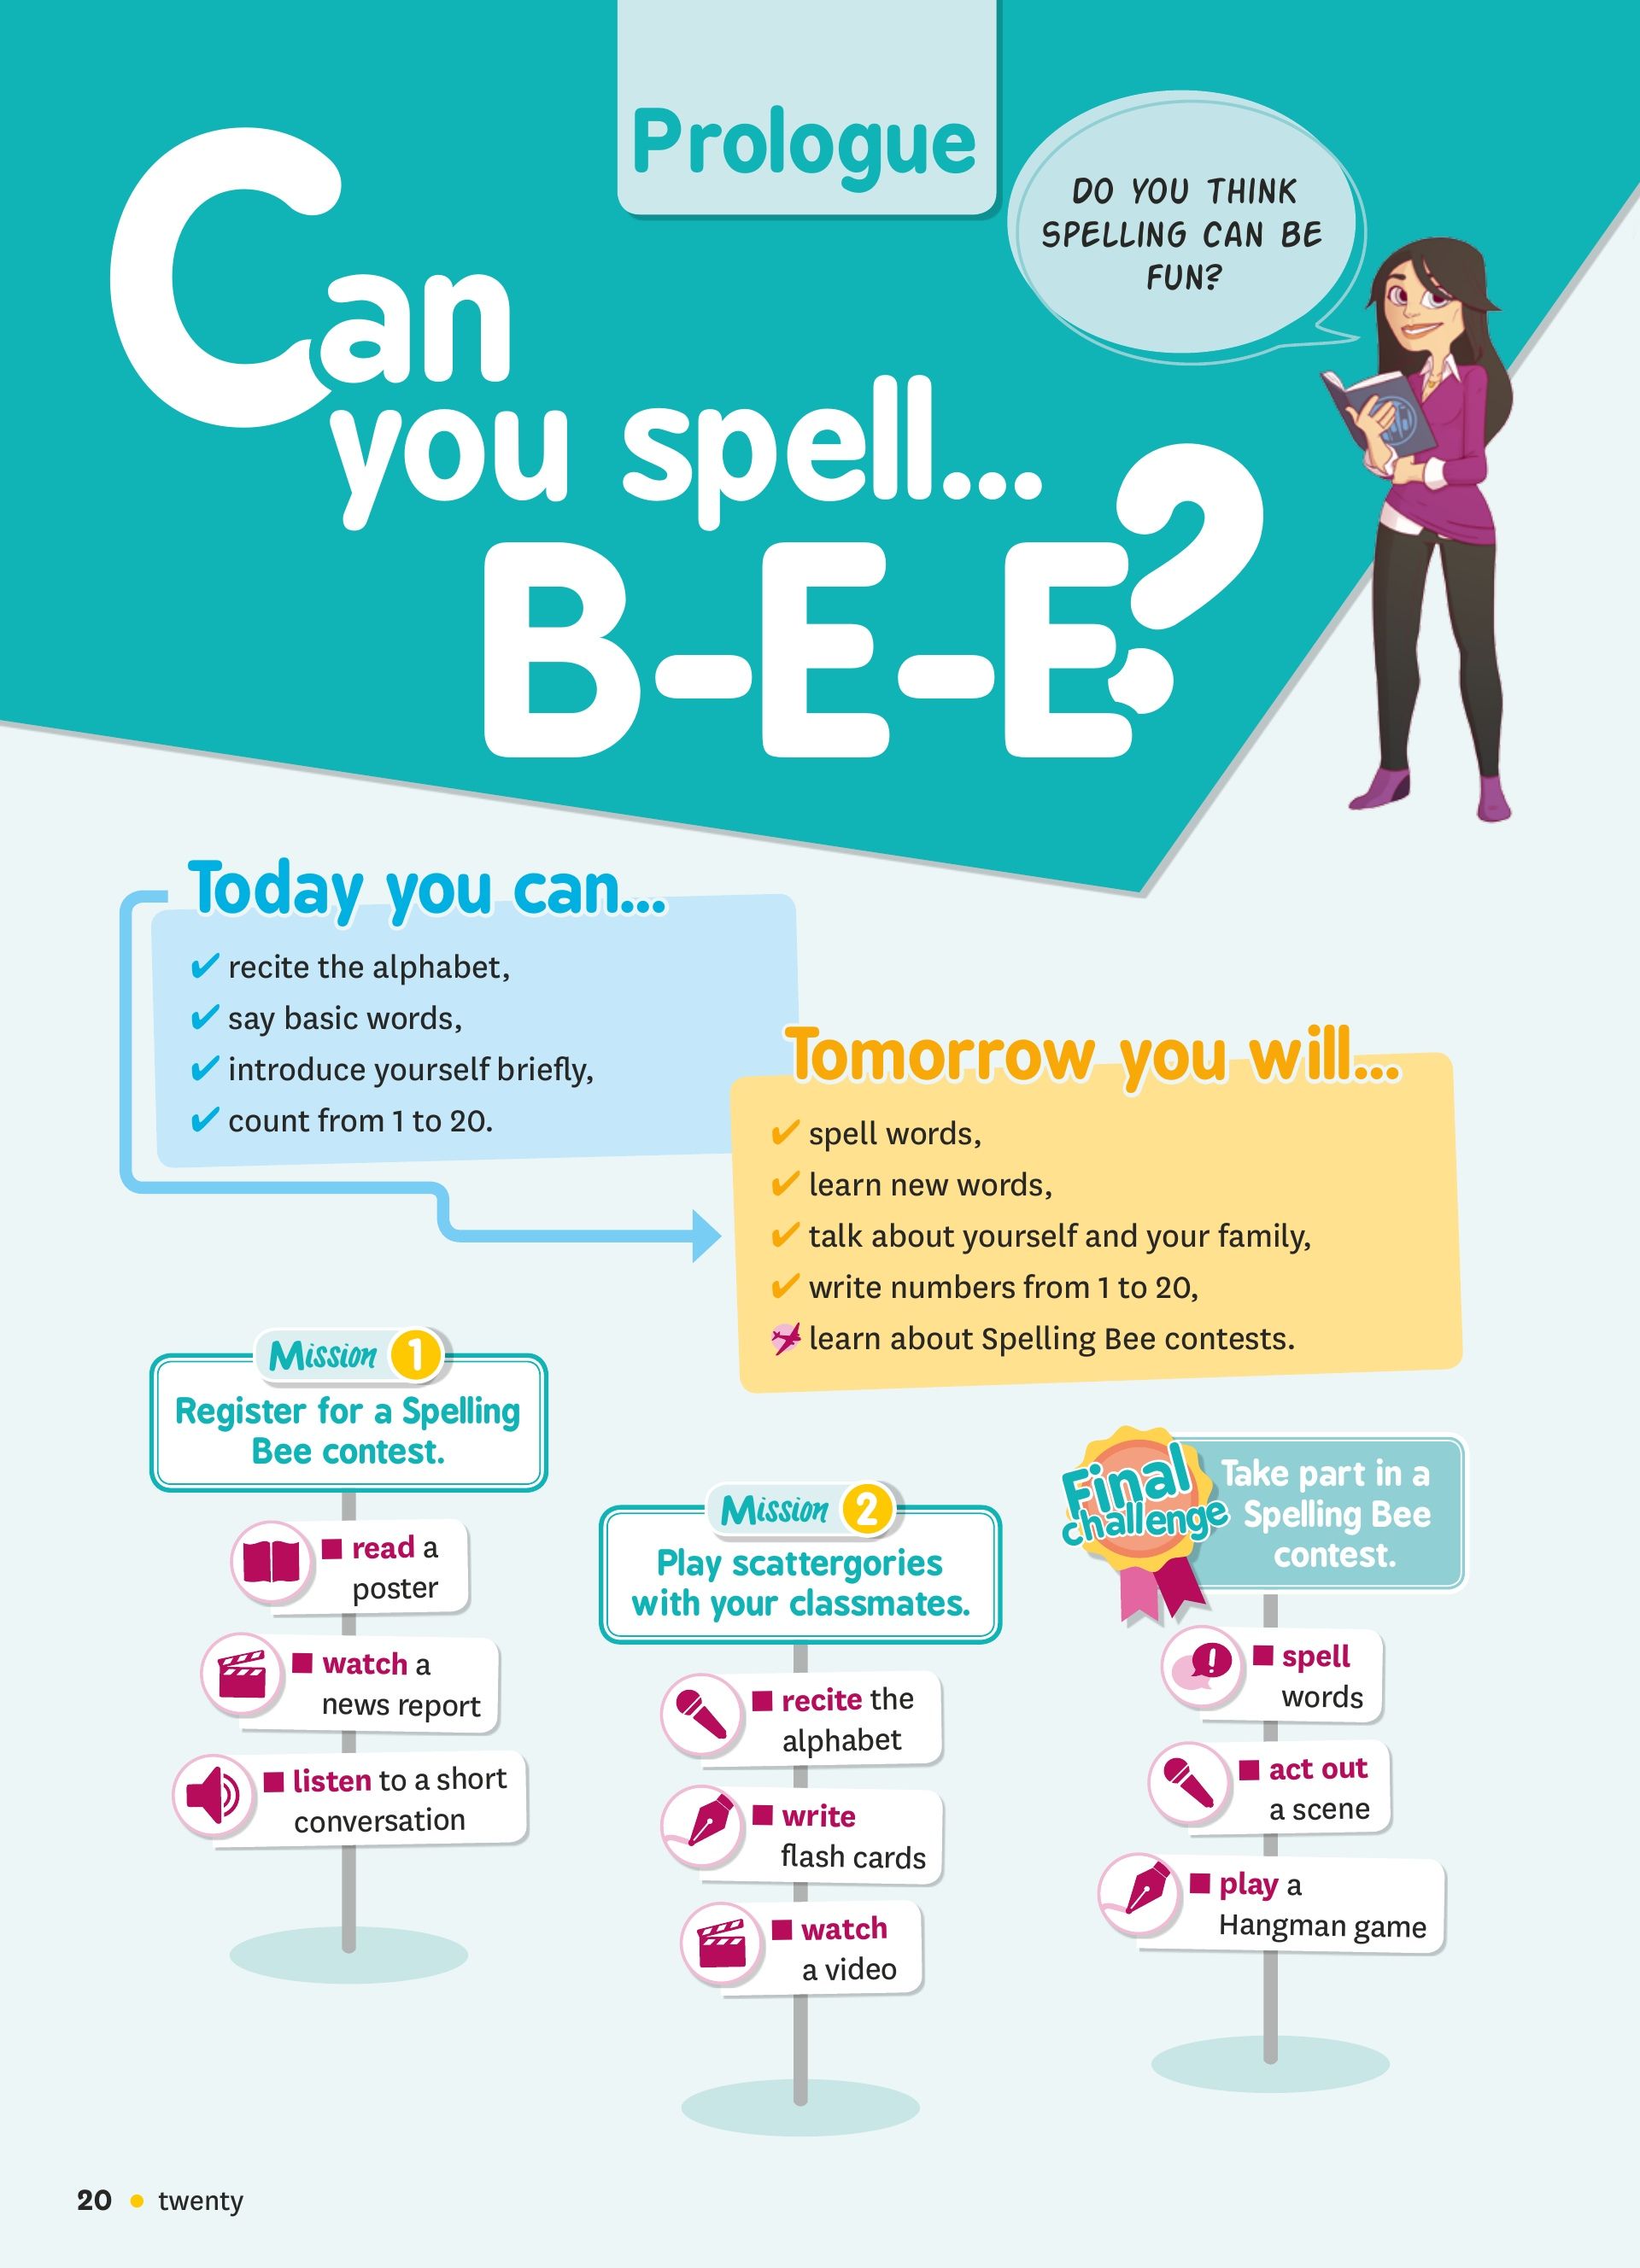 Prologue
DO YOU THINK
SPELLING CAN BE
FUN?
Can
you spell...
B-E-E?
Today you can...
✔ recite the alphabet,
✔ say basic words,
✔ introduce yourself briefly,
✔ count from 1 to 20.
Tomorrow you will...
✔ spell words,
✔ learn new words,
✔ talk about yourself and your family,
✔ write numbers from 1 to 20,
learn about Spelling Bee contests.
Mission 1
Register for a Spelling
Bee contest.
■ read a
poster
■ watch a
news report
■ listen to a short
conversation
Mission 2
Play scattergories
with your classmates.
■ recite the
alphabet
■ write
flash cards
■ watch
a video
Final
challenge
Take part in a
Spelling Bee
contest.
■ spell
words
■ act out
a scene
■ play a
Hangman game
20 • twenty